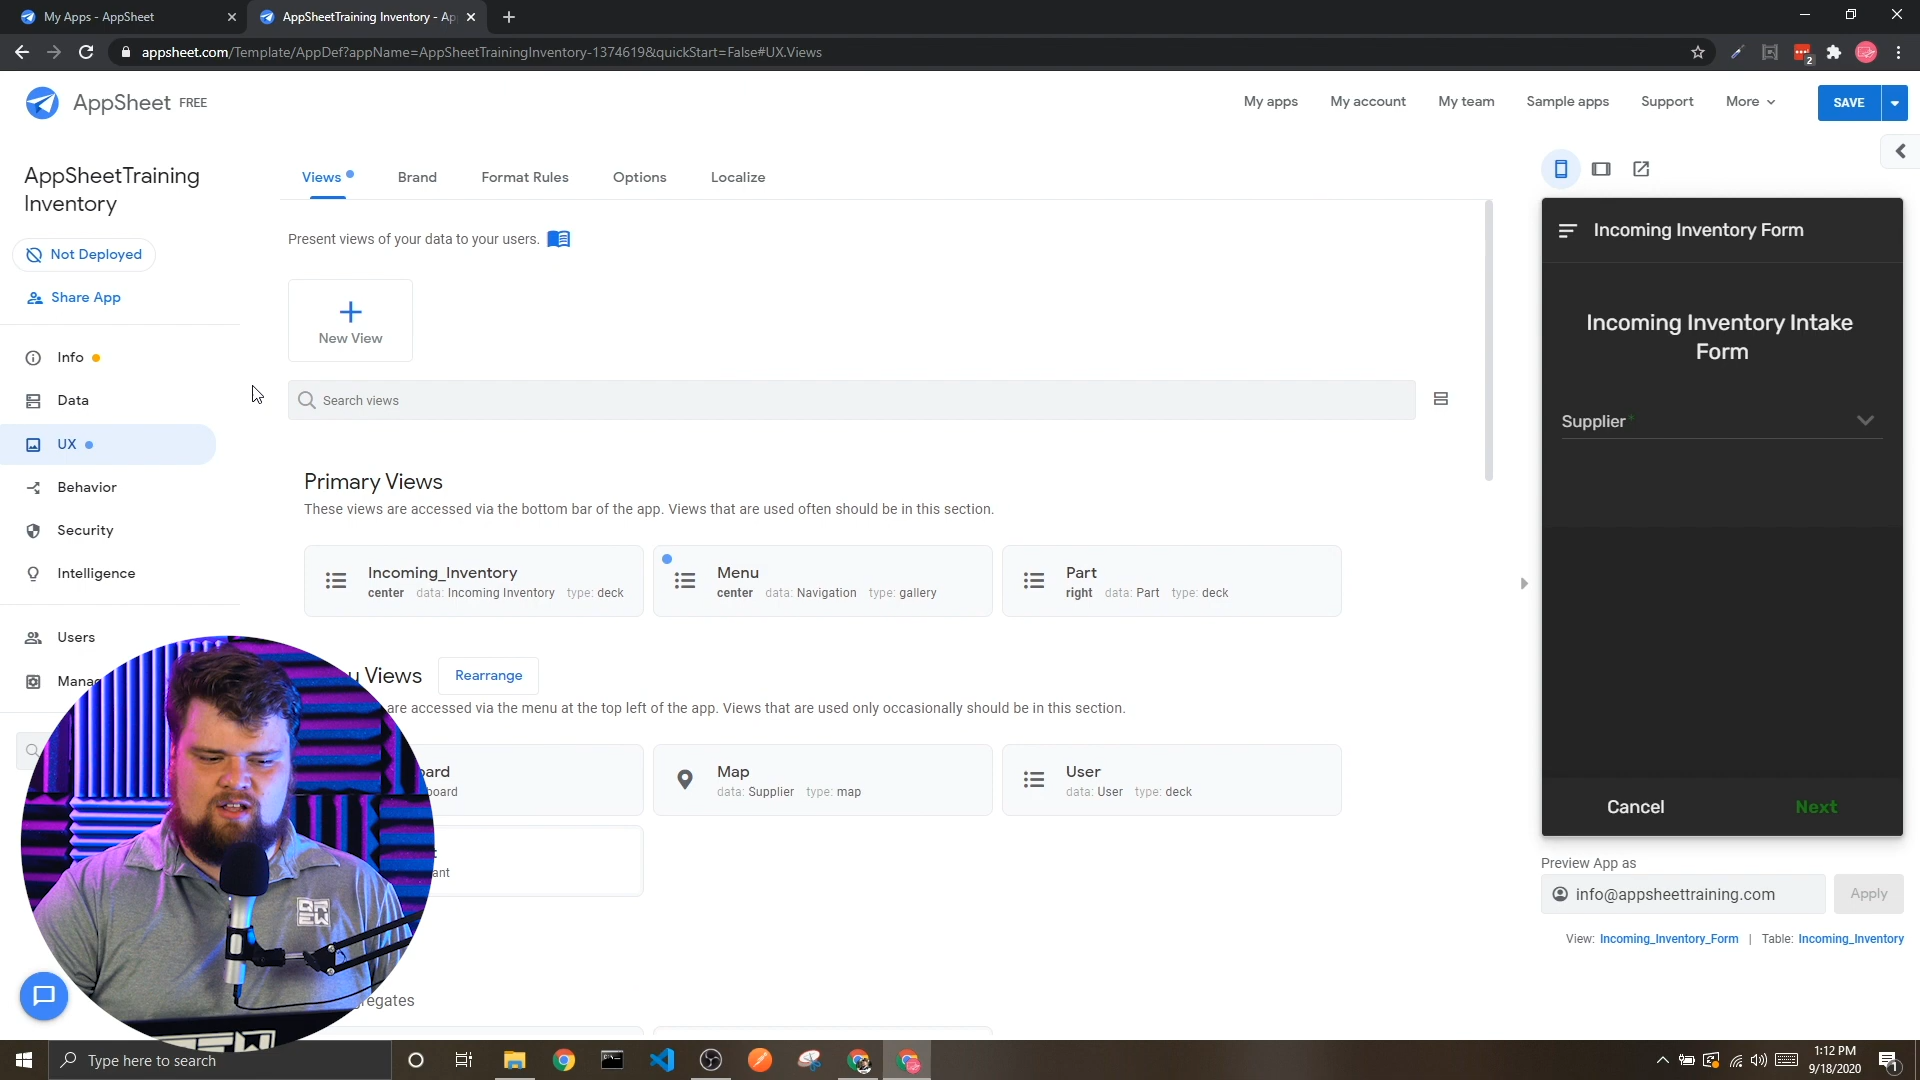 My Apps - AppSheet
AppSheetTraining Inventory - Ap
appsheet.com/Template/AppDef?appName=AppSheetTrainingInventory-1374619&quickStart=False#UX.Views
2
AppSheet FREE
My apps
My account
My team
Sample apps
Support
More
SAVE
AppSheetTraining
Inventory
Not Deployed
Share App
Info
Data
UX
Behavior
Security
Intelligence
Users
Views
Brand
Format Rules
Options
Localize
Present views of your data to your users.
New View
Search views
Primary Views
These views are accessed via the bottom bar of the app. Views that are used often should be in this section.
Incoming_Inventory
center data: Incoming Inventory type: deck
Menu
center data: Navigation type: gallery
Part
right data: Part type: deck
Views
Rearrange
are accessed via the menu at the top left of the app. Views that are used only occasionally should be in this section.
Map
data: Supplier type: map
User
data: User type: deck
Incoming Inventory Form
Incoming Inventory Intake
Form
Supplier*
Cancel
Next
Preview App as
info@appsheettraining.com
Apply
View: Incoming_Inventory_Form | Table: Incoming_Inventory
Type here to search
1:12 PM
9/18/2020
1